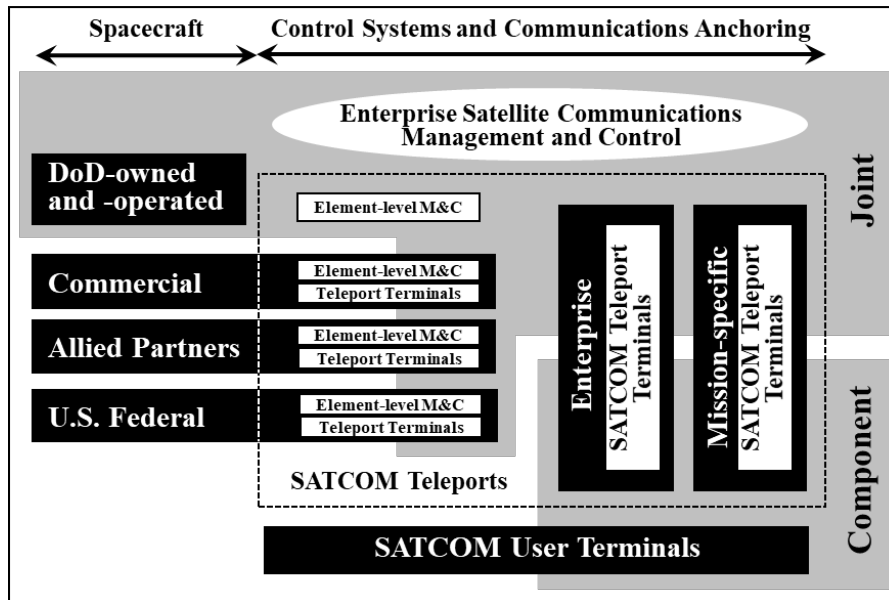 Spacecraft
Control Systems and Communications Anchoring
Enterprise Satellite Communications
Management and Control
DoD-owned
and -operated
Element-level M&C
Commercial
Element-level M&C
Teleport Terminals
Allied Partners
Element-level M&C
Teleport Terminals
U.S. Federal
Element-level M&C
Teleport Terminals
SATCOM Teleports
Enterprise
SATCOM Teleport
Terminals
Mission-specific
SATCOM Teleport
Terminals
Joint
Component
SATCOM User Terminals